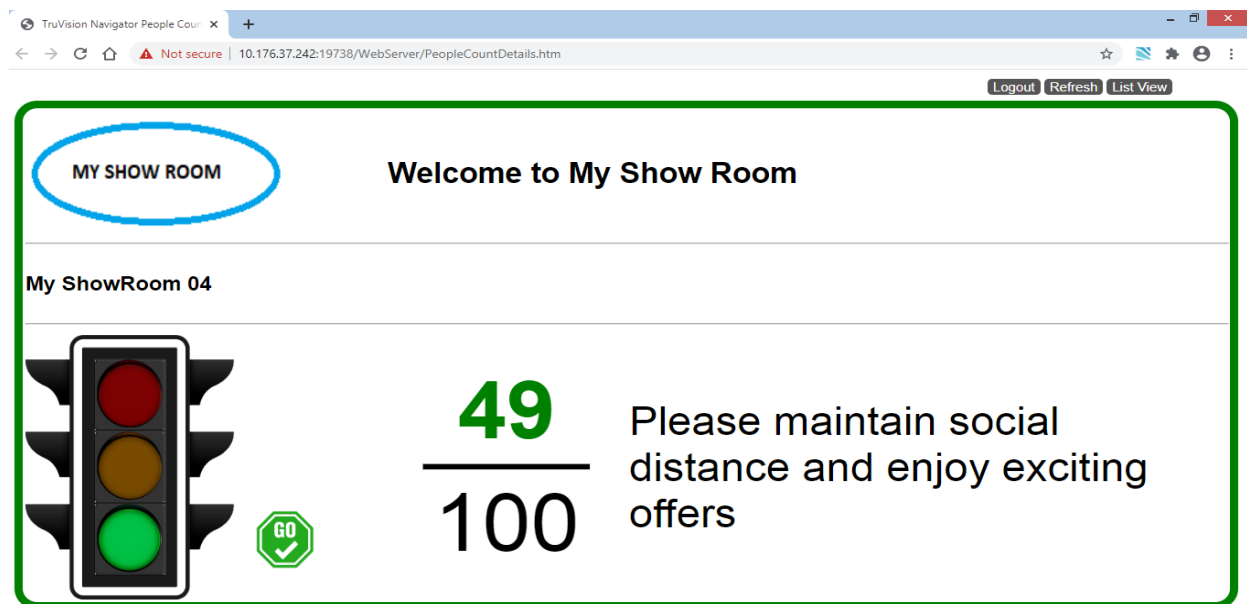 TruVision Navigator People Coun
Not secure | 10.176.37.242:19738/WebServer/PeopleCountDetails.htm
Logout Refresh List View
MY SHOW ROOM
Welcome to My Show Room
My ShowRoom 04
GO
49
100
Please maintain social
distance and enjoy exciting
offers